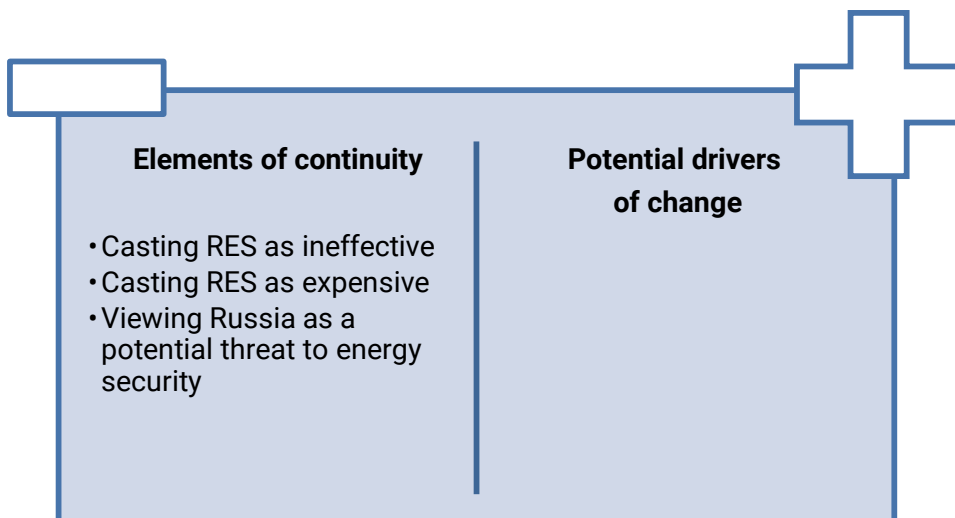 Elements of continuity
• Casting RES as ineffective
• Casting RES as expensive
• Viewing Russia as a
potential threat to energy
security
Potential drivers
of change